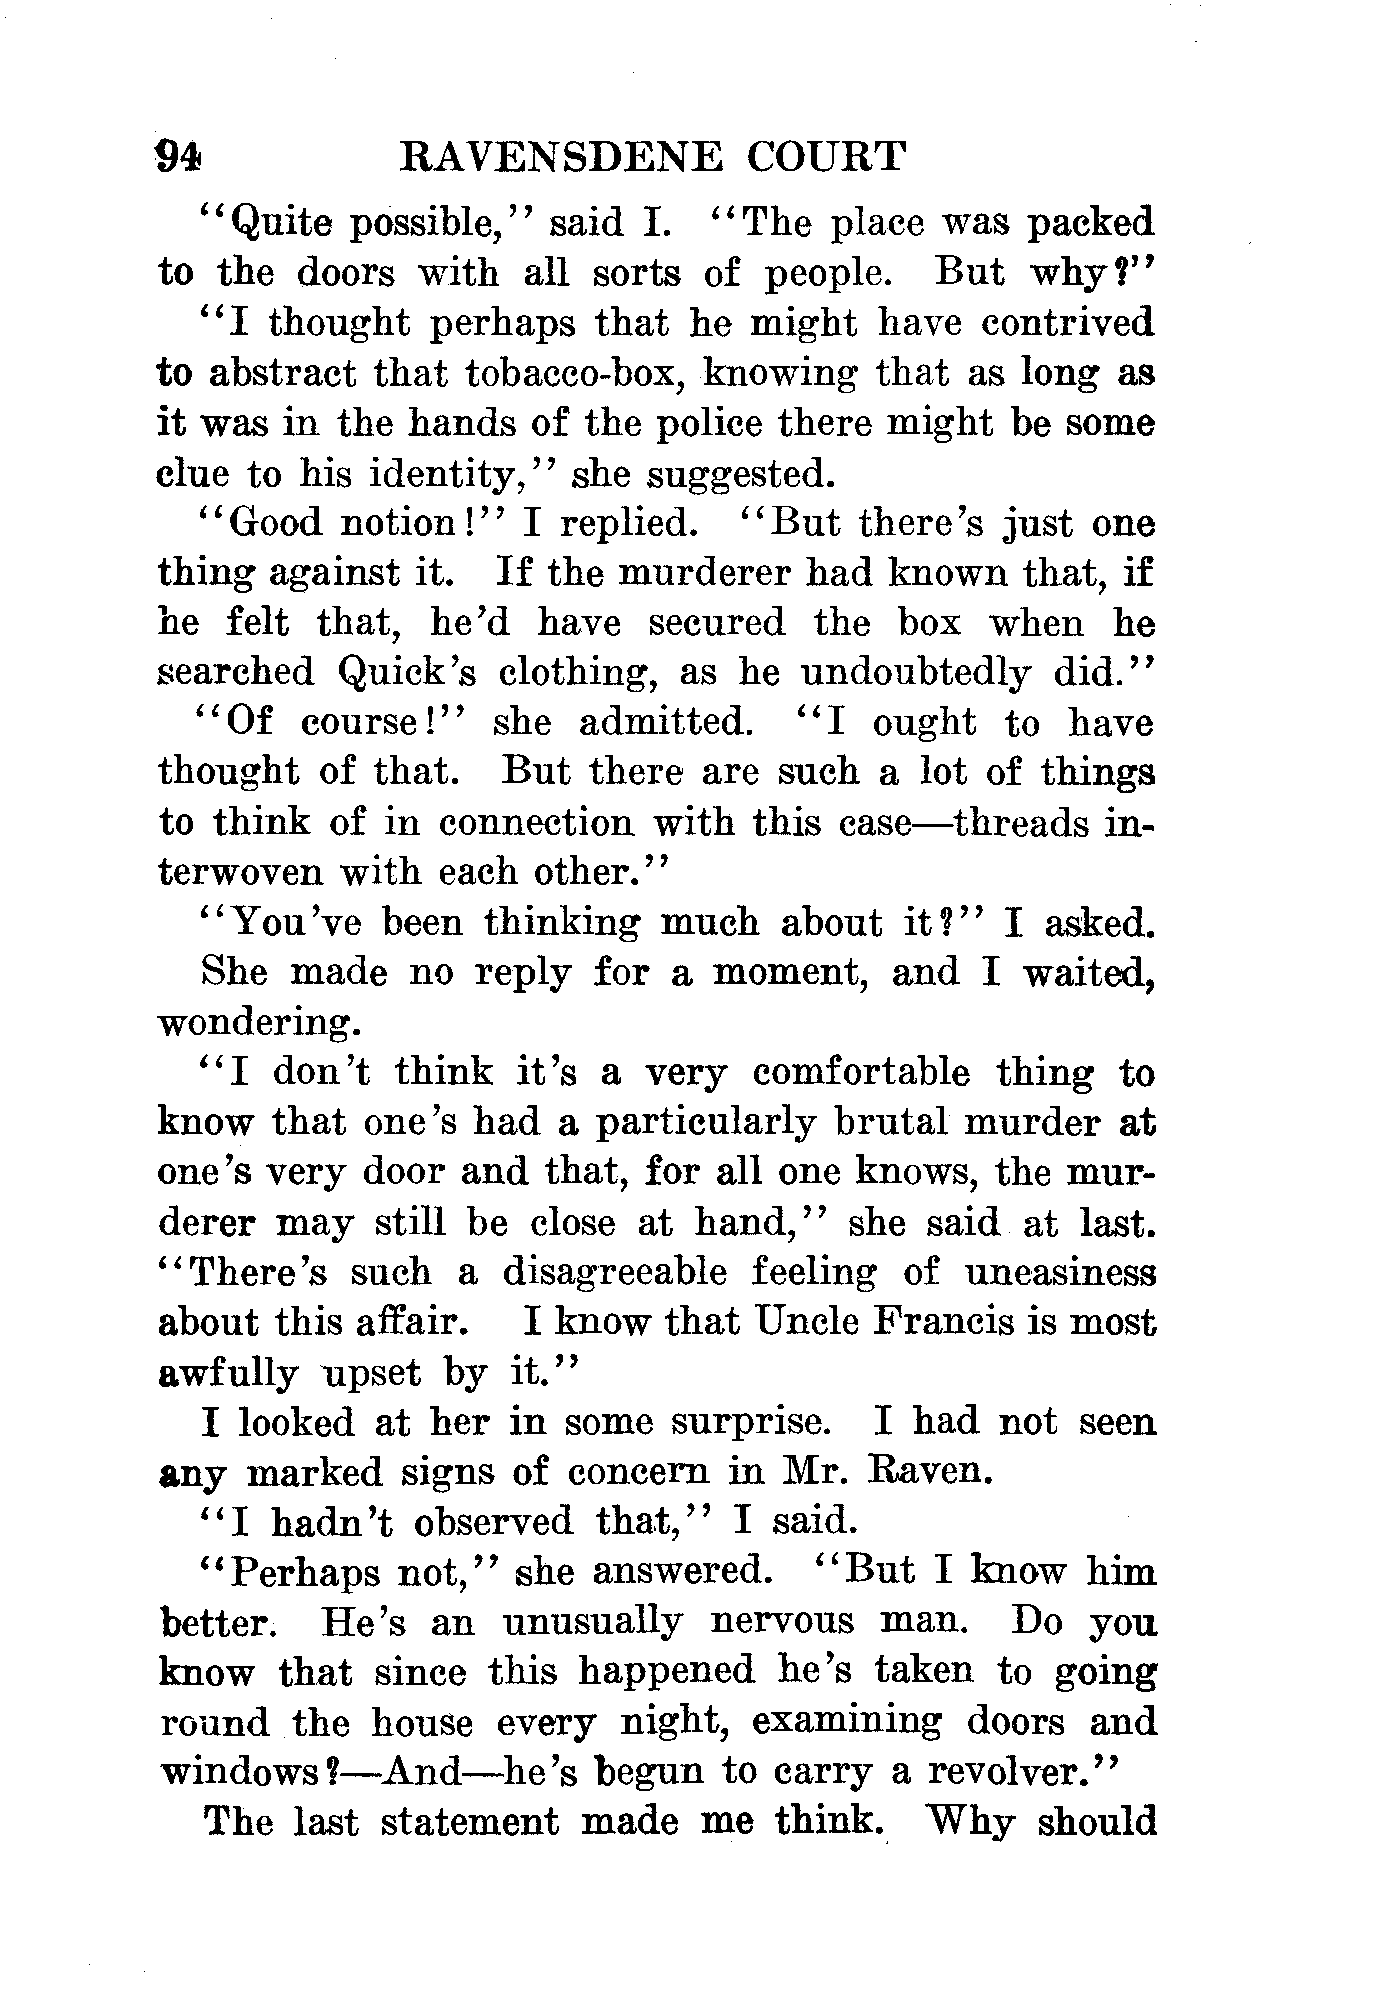 94 RAVENSDENE COURT
"Quite possible," said I. "The place was packed
to the doors with all sorts of people. But why?"
"I thought perhaps that he might have contrived
to abstract that tobacco-box, knowing that as long as
it was in the hands of the police there might be some
clue to his identity," she suggested.
"Good notion!" I replied. "But there's just one
thing against it. If the murderer had known that, if
he felt that, he'd have secured the box when he
searched Quick's clothing, as he undoubtedly did."
"Of course!" she admitted. "I ought to have
thought of that. But there are such a lot of things
to think of in connection with this case—threads in-
terwoven with each other."
"You've been thinking much about it?" I asked.
She made no reply for a moment, and I waited,
wondering.
"I don't think it's a very comfortable thing to
know that one's had a particularly brutal murder at
one's very door and that, for all one knows, the mur-
derer may still be close at hand," she said at last.
"There's such a disagreeable feeling of uneasiness
about this affair. I know that Uncle Francis is most
awfully upset by it."
I looked at her in some surprise. I had not seen
any marked signs of concern in Mr. Raven.
"I hadn't observed that," I said.
"Perhaps not," she answered. "But I know him
better. He's an unusually nervous man. Do you
know that since this happened he's taken to going
round the house every night, examining doors and
windows?—And—he's begun to carry a revolver."
The last statement made me think. Why should